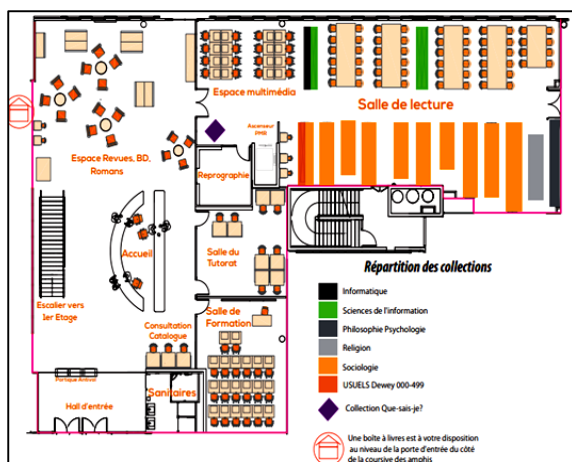 Espace multimédia
Salle de lecture
Ascenseur
PMR
Espace Revues, BD,
Romans
Reprographie
Accueil
Salle du
Tutorat
Escalier vers
1er Etage
Consultation
Catalogue
Salle de
Formation
Portique Antivol
Hall d'entrée
Sanitaires
Répartition des collections
Informatique
Sciences de l'information
Philosophie Psychologie
Religion
Sociologie
USUELS Dewey 000-499
Collection Que-sais-je?
Une boîte à livres est à votre disposition
au niveau de la porte d'entrée du côté
de la coursive des amphis